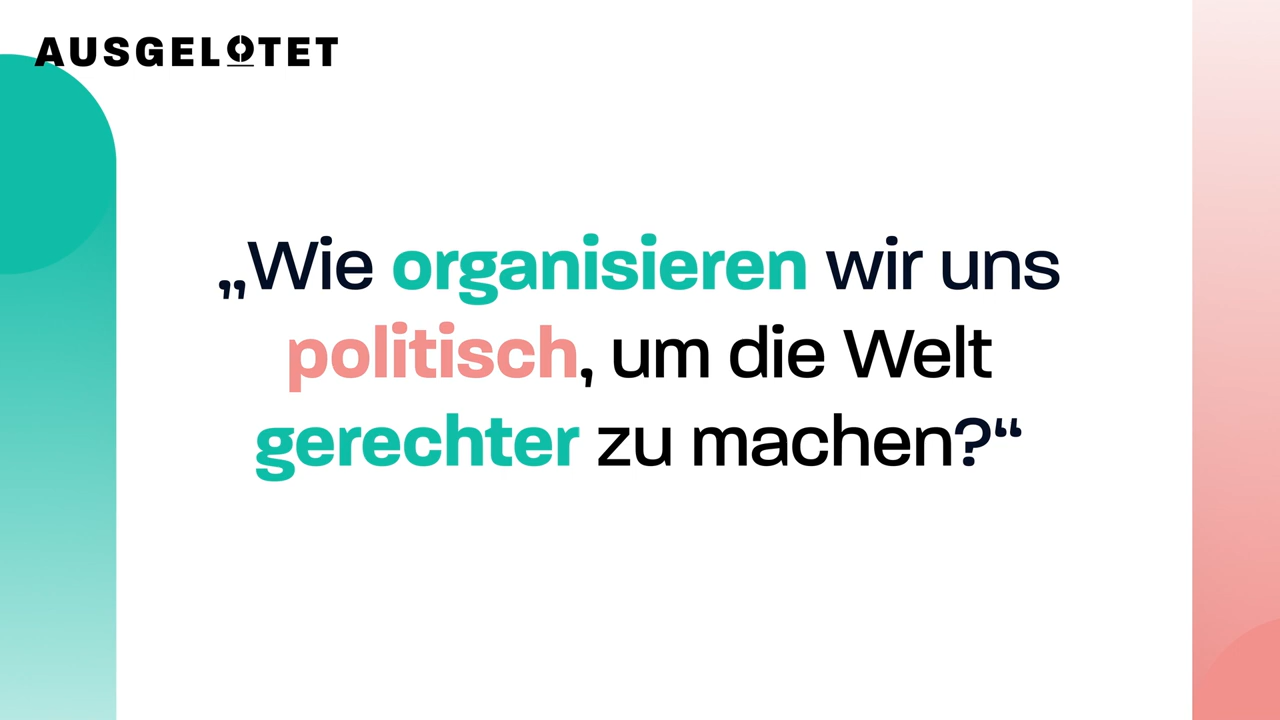 AUSGELOTET
„Wie organisieren wir uns
politisch, um die Welt
gerechter zu machen?“